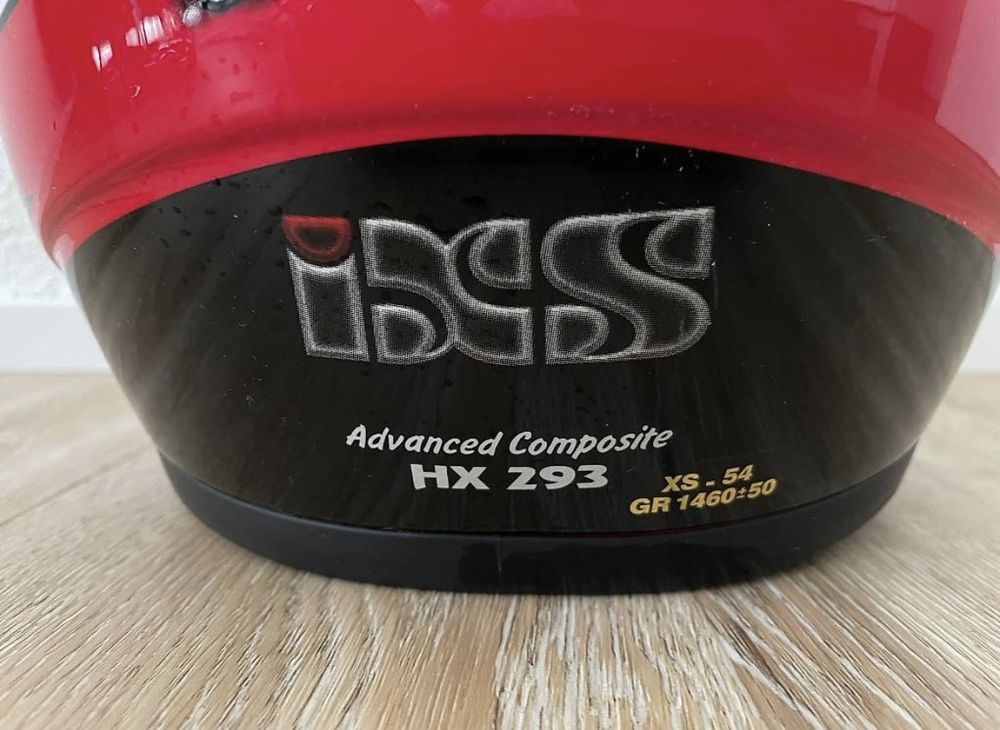 iXS
Advanced Composite
HX 293
XS - 54
GR 1460±50